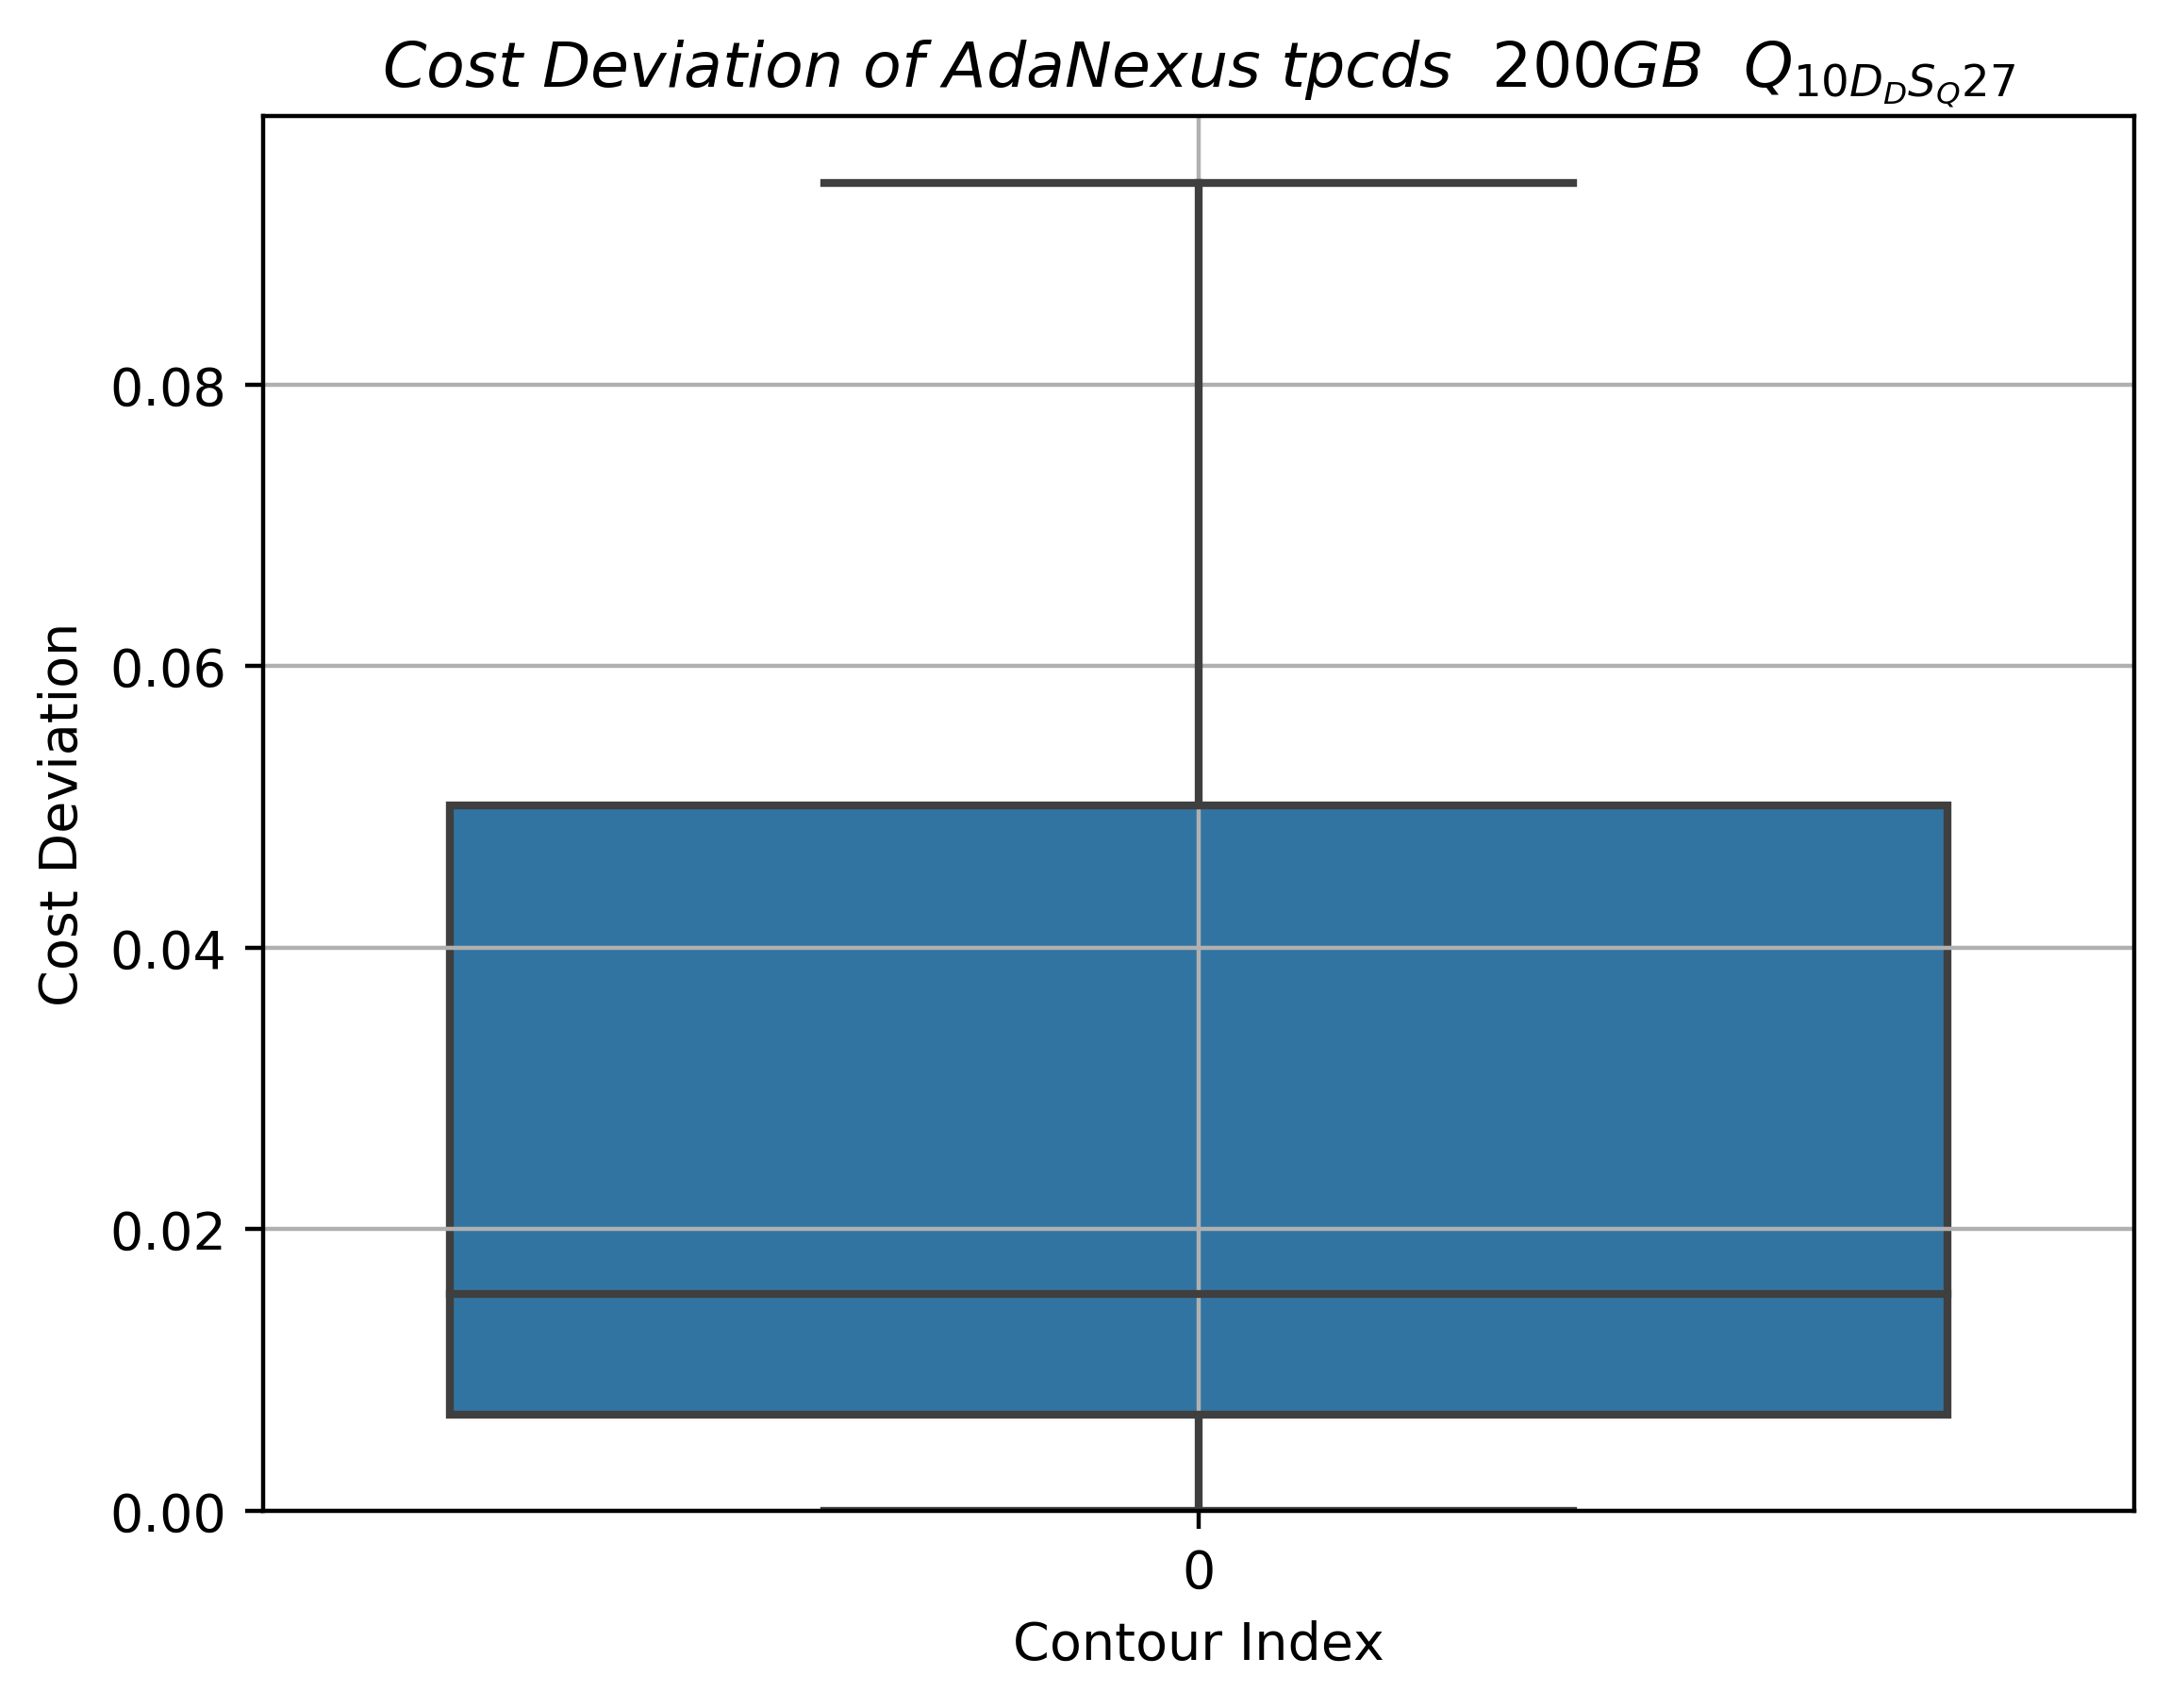 Cost Deviation of AdaNexus tpcds 200GB Q10DDSQ27
0.08
0.06
0.04
0.02
0.00
Cost Deviation
0
Contour Index